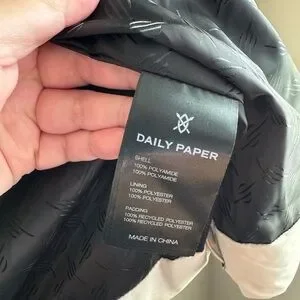 DAILY PAPER
SHELL
100% POLYAMIDE
100% POLYAMIDE
LINING
100% POLYESTER
100% POLYESTER
PADDING
100% RECYCLED POLYESTER
100% RECYCLED POLYESTER
MADE IN CHINA